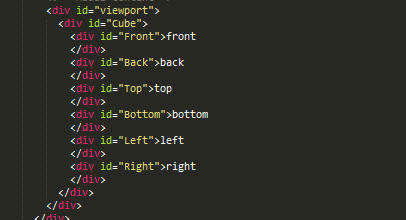 <div id="viewport">
<div id="Cube">
<div id="Front">front
</div>
<div id="Back">back
</div>
<div id="Top">top
</div>
<div id="Bottom">bottom
</div>
<div id="Left">left
</div>
<div id="Right">right
</div>
</div>
</div>
</div>